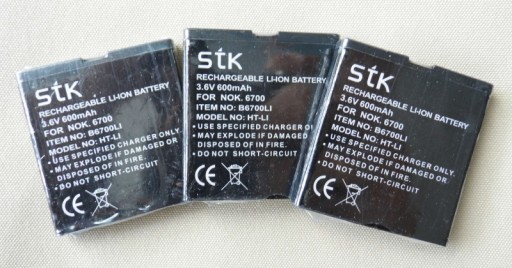 STK
RECHARGEABLE LI-ION BATTERY
3.6V 600mAh
FOR NOK. 6700
ITEM NO: B6700LI
MODEL NO: HT-LI
• USE SPECIFIED CHARGER ONLY
• MAY EXPLODE IF DAMAGED OR
DISPOSED OF IN FIRE.
• DO NOT SHORT-CIRCUIT
CE
STK
RECHARGEABLE LI-ION BATTERY
3.6V 600mAh
FOR NOK. 6700
ITEM NO: B6700LI
MODEL NO: HT-LI
• USE SPECIFIED CHARGER ONLY.
• MAY EXPLODE IF DAMAGED OR
DISPOSED OF IN FIRE.
• DO NOT SHORT-CIRCUIT
CE
STK
RECHARGEABLE LI-ION BATTERY
3.6V 600mAh
FOR NOK. 6700
ITEM NO: B6700LI
MODEL NO: HT-LI
• USE SPECIFIED CHARGER ONLY.
• MAY EXPLODE IF DAMAGED OR
DISPOSED OF IN FIRE.
• DO NOT SHORT-CIRCUIT
CE